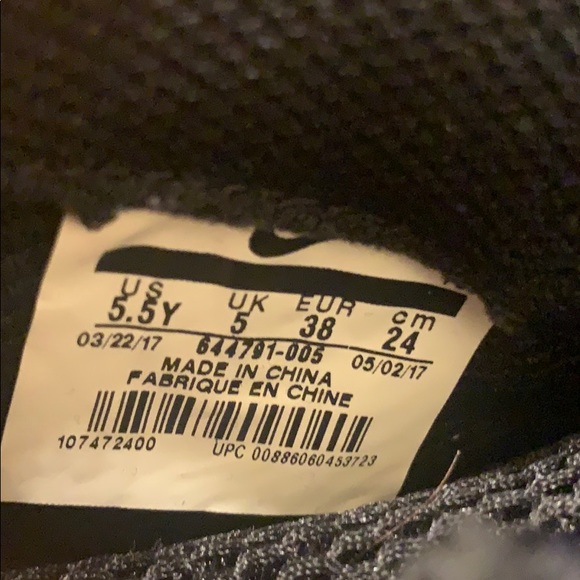 US UK EUR cm
5.5Y 5 38 24
03/22/17 644791-005 05/02/17
MADE IN CHINA
FABRIQUE EN CHINE
107472400 UPC 00886060453723